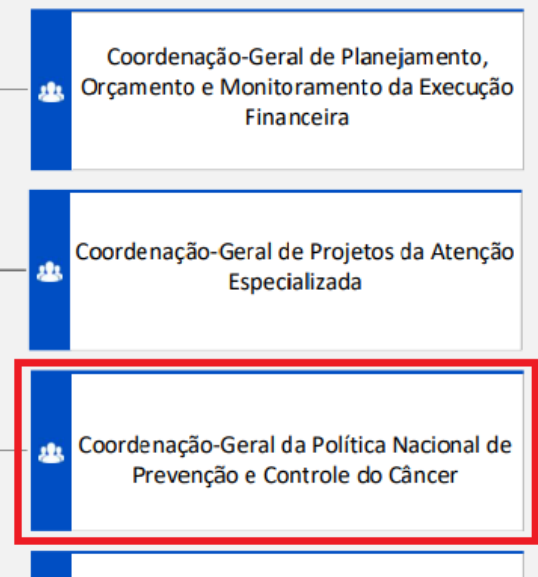 Coordenação-Geral de Planejamento,
Orçamento e Monitoramento da Execução
Financeira
Coordenação-Geral de Projetos da Atenção
Especializada
Coordenação-Geral da Política Nacional de
Prevenção e Controle do Câncer